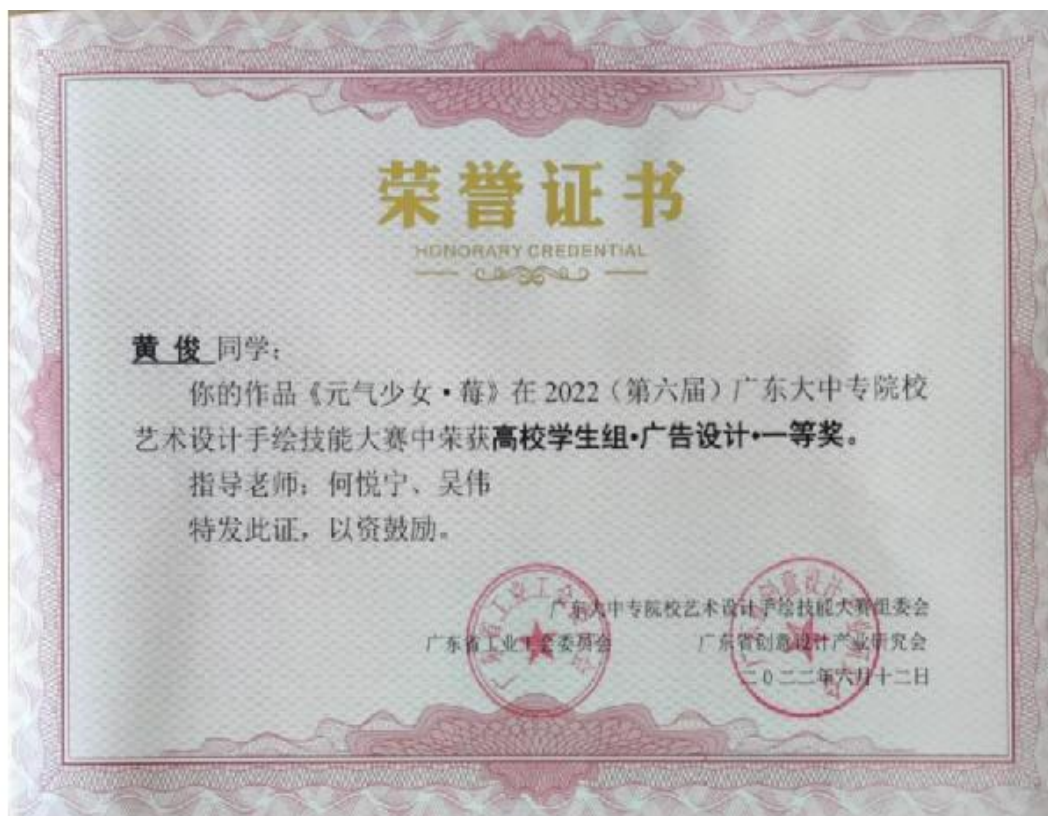 荣誉证书
HONORARY CREDENTIAL
黄 俊 同学：
你的作品《元气少女·莓》在 2022（第六届）广东大中专院校
艺术设计手绘技能大赛中荣获高校学生组·广告设计·一等奖。
指导老师：何悦宁、吴伟
特发此证，以资鼓励。
广东大中专院校艺术设计手绘技能大赛组委会
广东省工业工会委员会 广东省创意设计产业研究会
二〇二二年六月十二日